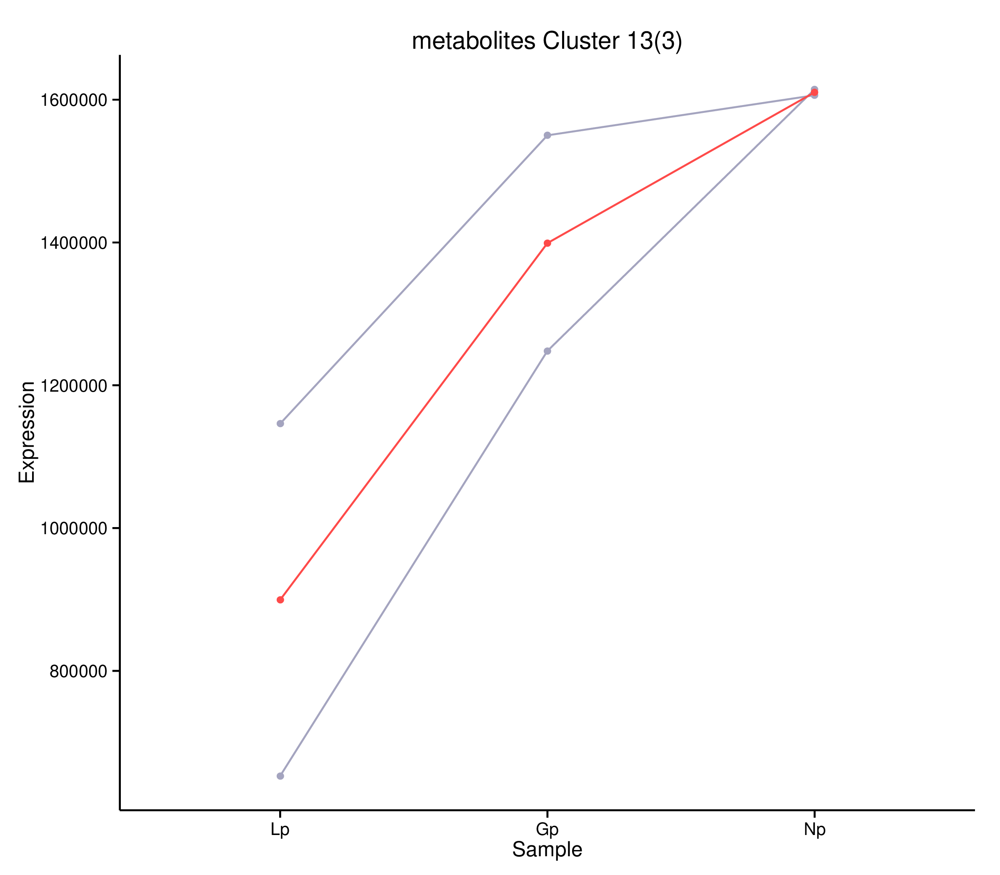 metabolites Cluster 13(3)
1600000
1400000
1200000
1000000
800000
Expression
Lp Gp Np
Sample